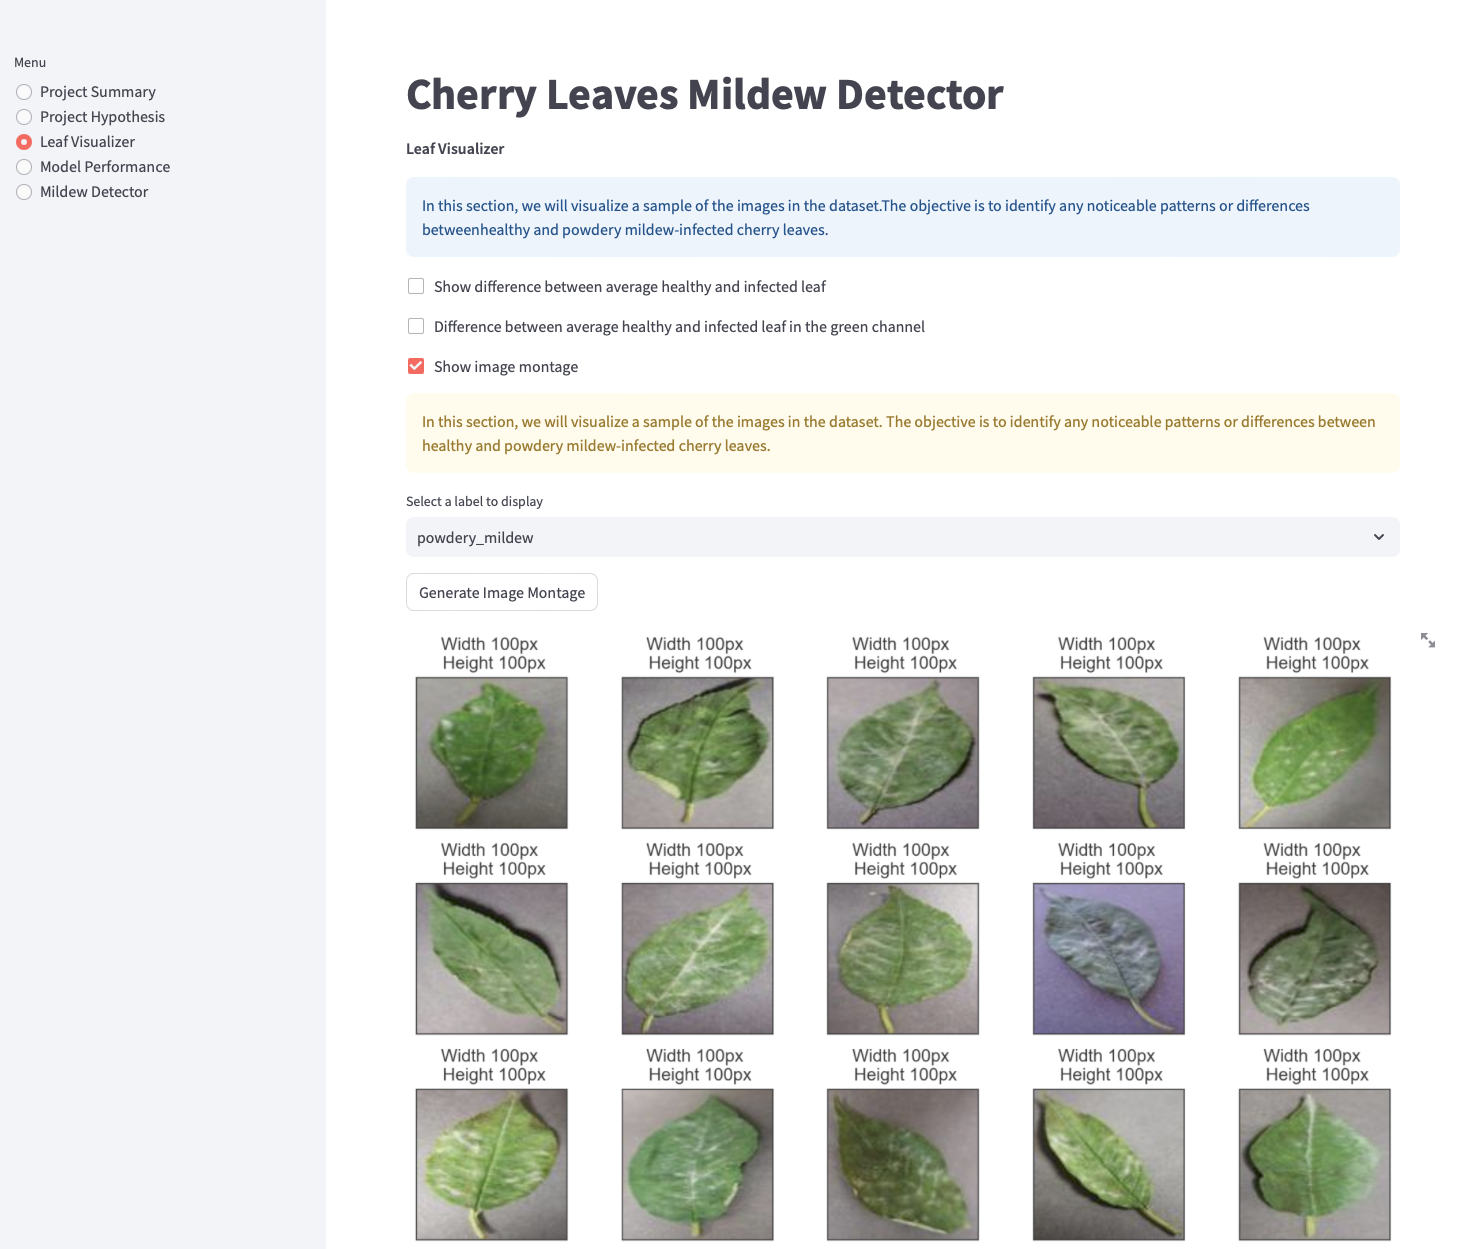 Menu
Project Summary
Project Hypothesis
Leaf Visualizer
Model Performance
Mildew Detector
Cherry Leaves Mildew Detector
Leaf Visualizer
In this section, we will visualize a sample of the images in the dataset.The objective is to identify any noticeable patterns or differences
betweenhealthy and powdery mildew-infected cherry leaves.
Show difference between average healthy and infected leaf
Difference between average healthy and infected leaf in the green channel
Show image montage
In this section, we will visualize a sample of the images in the dataset. The objective is to identify any noticeable patterns or differences between
healthy and powdery mildew-infected cherry leaves.
Select a label to display
powdery_mildew
Generate Image Montage
Width 100px Width 100px Width 100px Width 100px Width 100px
Height 100px Height 100px Height 100px Height 100px Height 100px
Width 100px Width 100px Width 100px Width 100px Width 100px
Height 100px Height 100px Height 100px Height 100px Height 100px
Width 100px Width 100px Width 100px Width 100px Width 100px
Height 100px Height 100px Height 100px Height 100px Height 100px